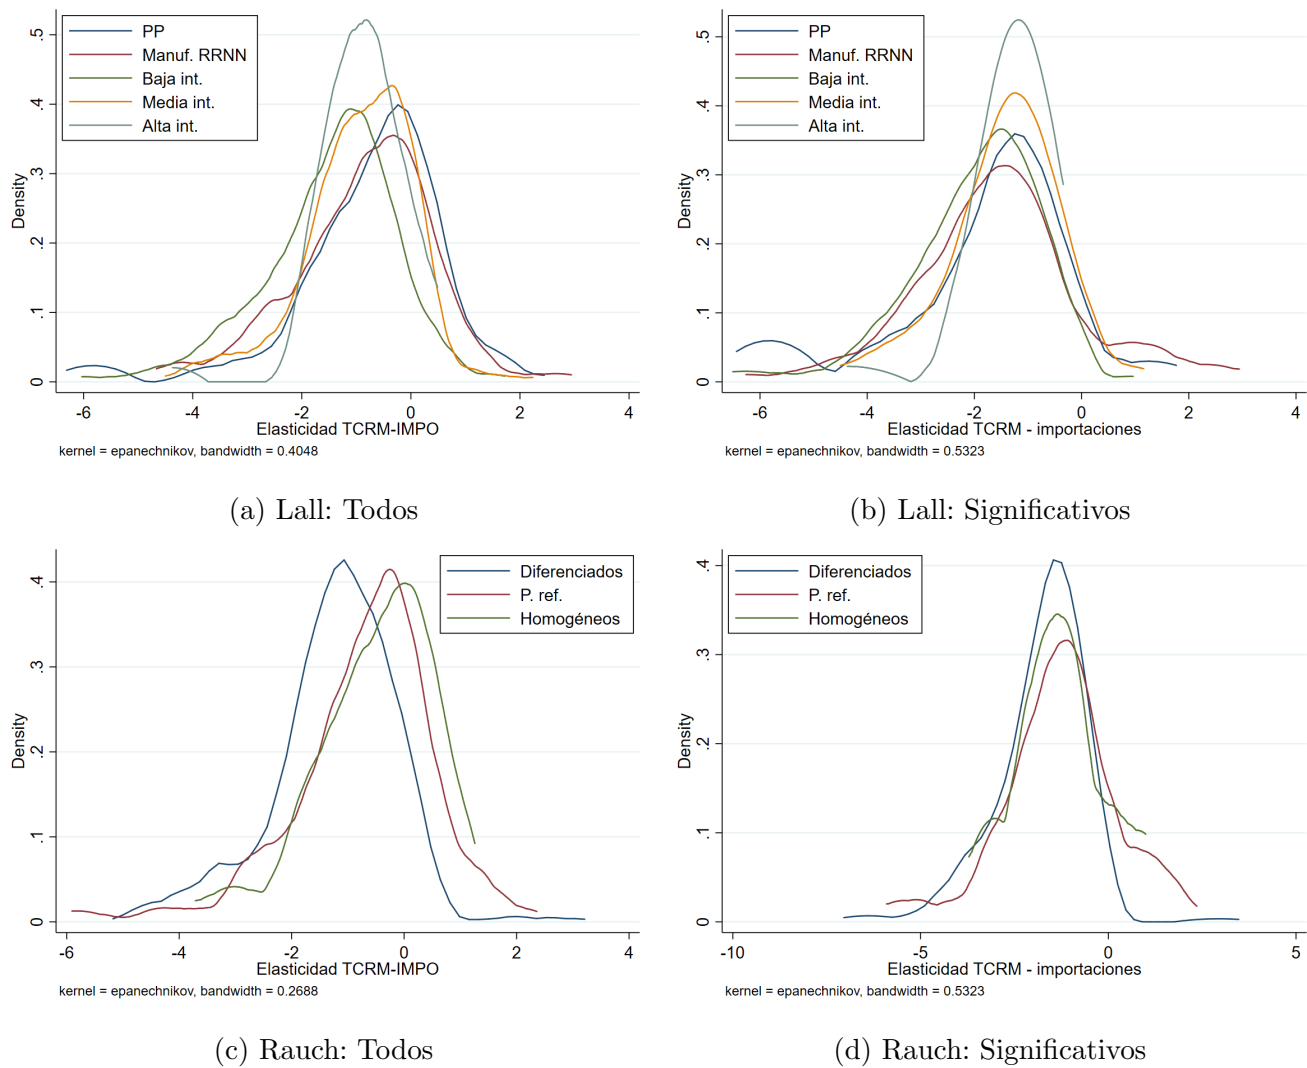 PP
Manuf. RRNN
Baja int.
Media int.
Alta int.
Density
0 .1 .2 .3 .4 .5
-6 -4 -2 0 2 4
Elasticidad TCRM-IMPO
kernel = epanechnikov, bandwidth = 0.4048
(a) Lall: Todos
PP
Manuf. RRNN
Baja int.
Media int.
Alta int.
Density
0 .1 .2 .3 .4 .5
-6 -4 -2 0 2 4
Elasticidad TCRM - importaciones
kernel = epanechnikov, bandwidth = 0.5323
(b) Lall: Significativos
Diferenciados
P. ref.
Homogéneos
Density
0 .1 .2 .3 .4
-6 -4 -2 0 2 4
Elasticidad TCRM-IMPO
kernel = epanechnikov, bandwidth = 0.2688
(c) Rauch: Todos
Diferenciados
P. ref.
Homogéneos
Density
0 .1 .2 .3 .4
-10 -5 0 5
Elasticidad TCRM - importaciones
kernel = epanechnikov, bandwidth = 0.5323
(d) Rauch: Significativos